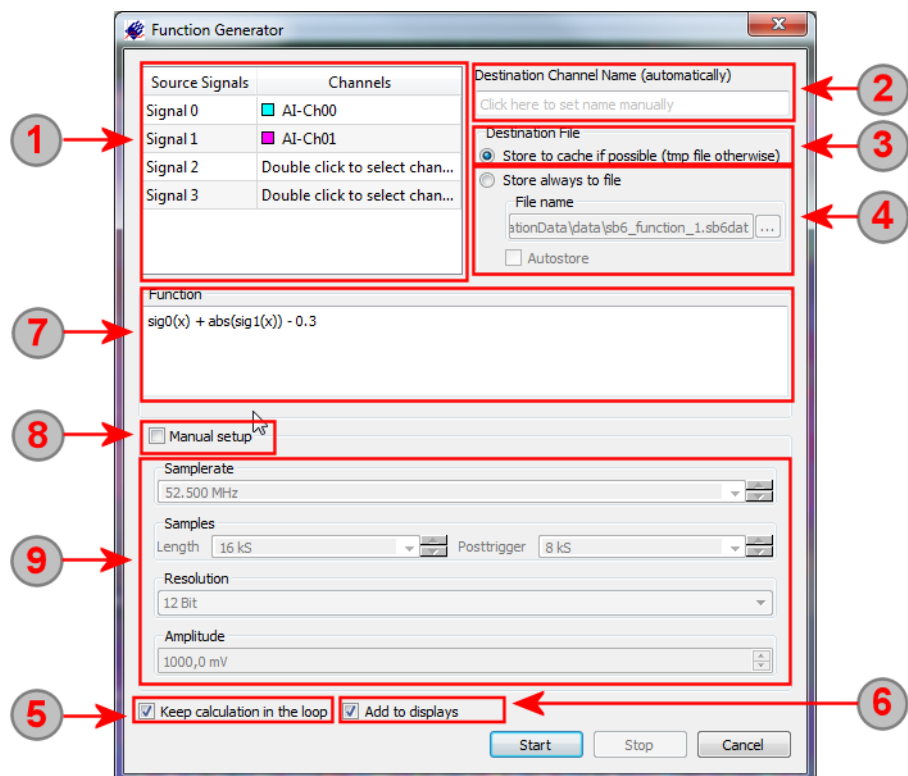 Function Generator
Source Signals Channels
Signal 0 AI-Ch00
Signal 1 AI-Ch01
Signal 2 Double click to select chan...
Signal 3 Double click to select chan...
1
Destination Channel Name (automatically)
Click here to set name manually
2
Destination File
Store to cache if possible (tmp file otherwise)
3
Store always to file
File name
ationData\data\sb6_function_1.sb6dat ...
Autostore
4
Function
sig0(x) + abs(sig1(x)) - 0.3
7
Manual setup
8
Samplerate
52.500 MHz
Samples
Length 16 kS Posttrigger 8 kS
Resolution
12 Bit
Amplitude
1000,0 mV
9
Keep calculation in the loop
5
Add to displays
6
Start Stop Cancel